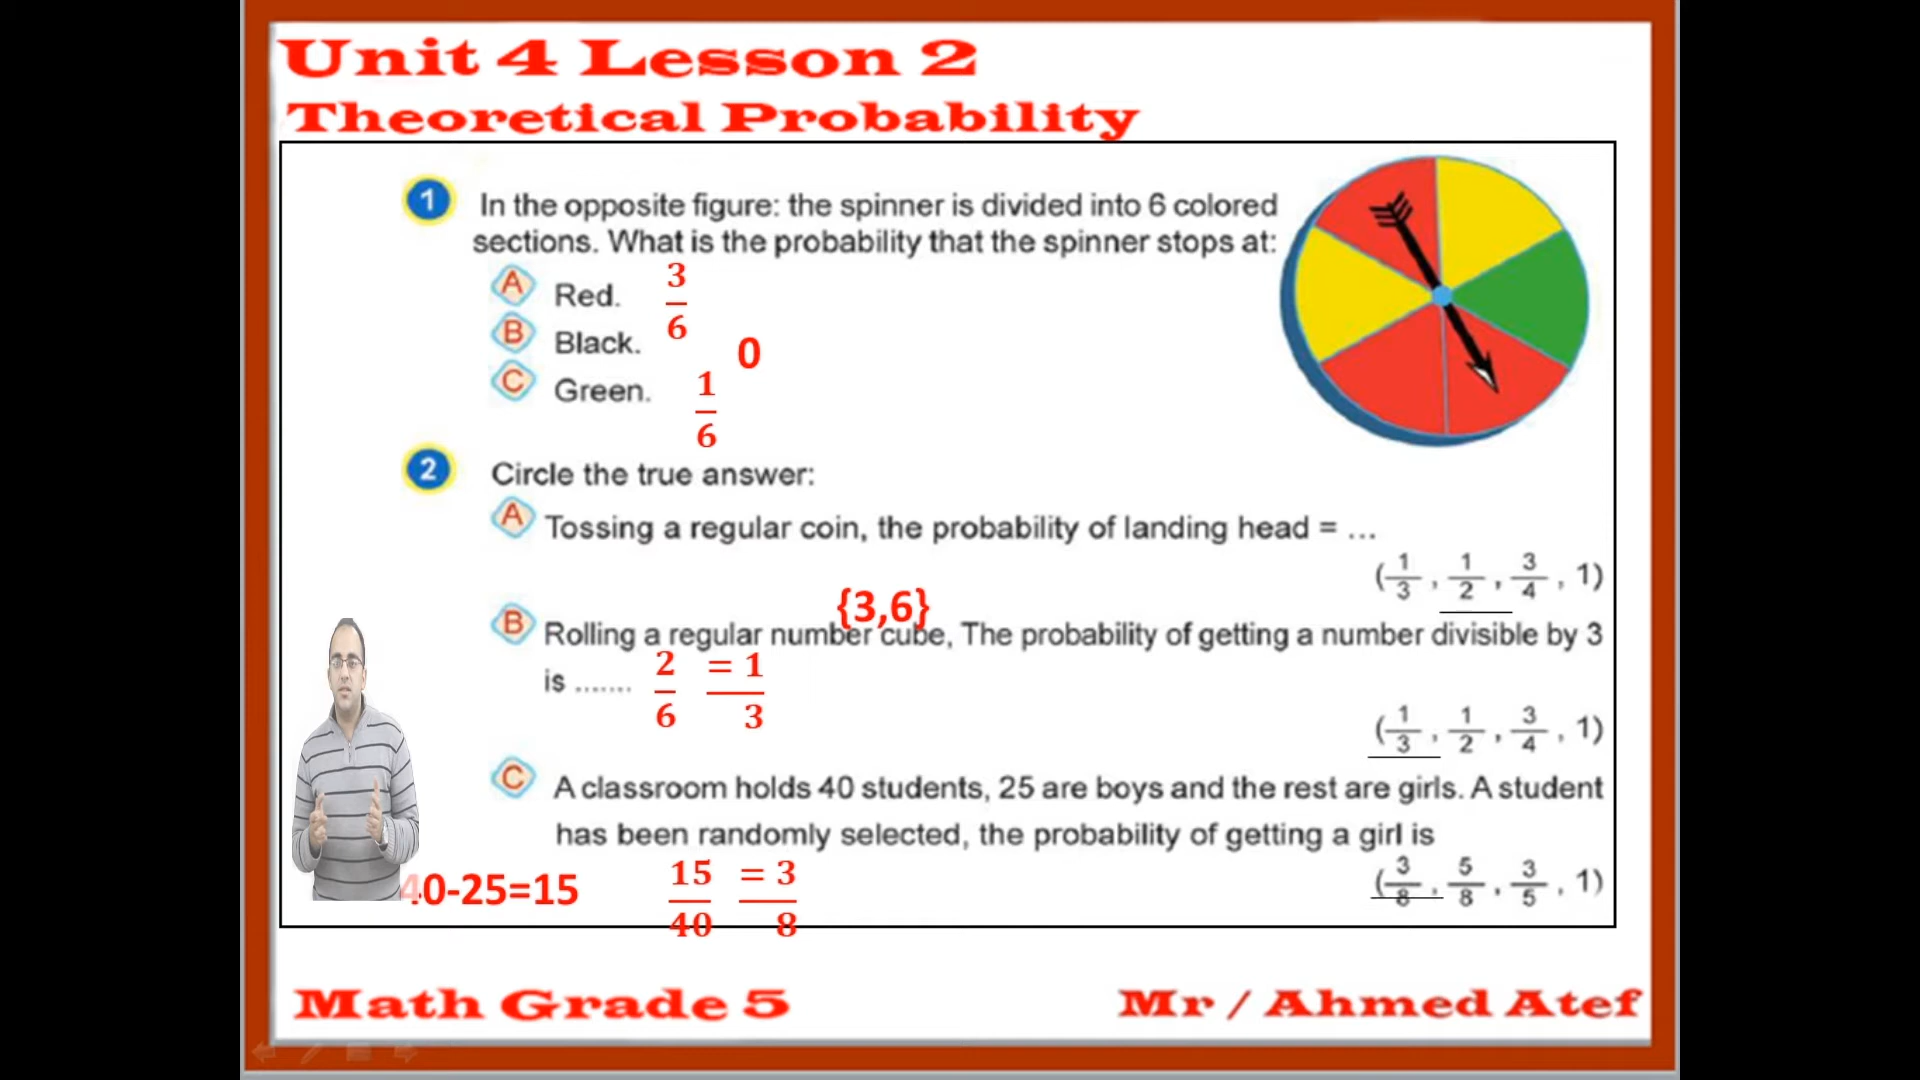 Unit 4 Lesson 2
Theoretical Probability
1 In the opposite figure: the spinner is divided into 6 colored
sections. What is the probability that the spinner stops at:
A Red. 3/6
B Black. 0
C Green. 1/6
2 Circle the true answer:
A Tossing a regular coin, the probability of landing head = ...
(1/3 , 1/2 , 3/4 , 1)
{3,6}
B Rolling a regular number cube, The probability of getting a number divisible by 3
is ....... 2/6 = 1/3
(1/3 , 1/2 , 3/4 , 1)
C A classroom holds 40 students, 25 are boys and the rest are girls. A student
has been randomly selected, the probability of getting a girl is
(3/8 , 5/8 , 3/5 , 1)
40-25=15 15/40 = 3/8
Math Grade 5
Mr / Ahmed Atef